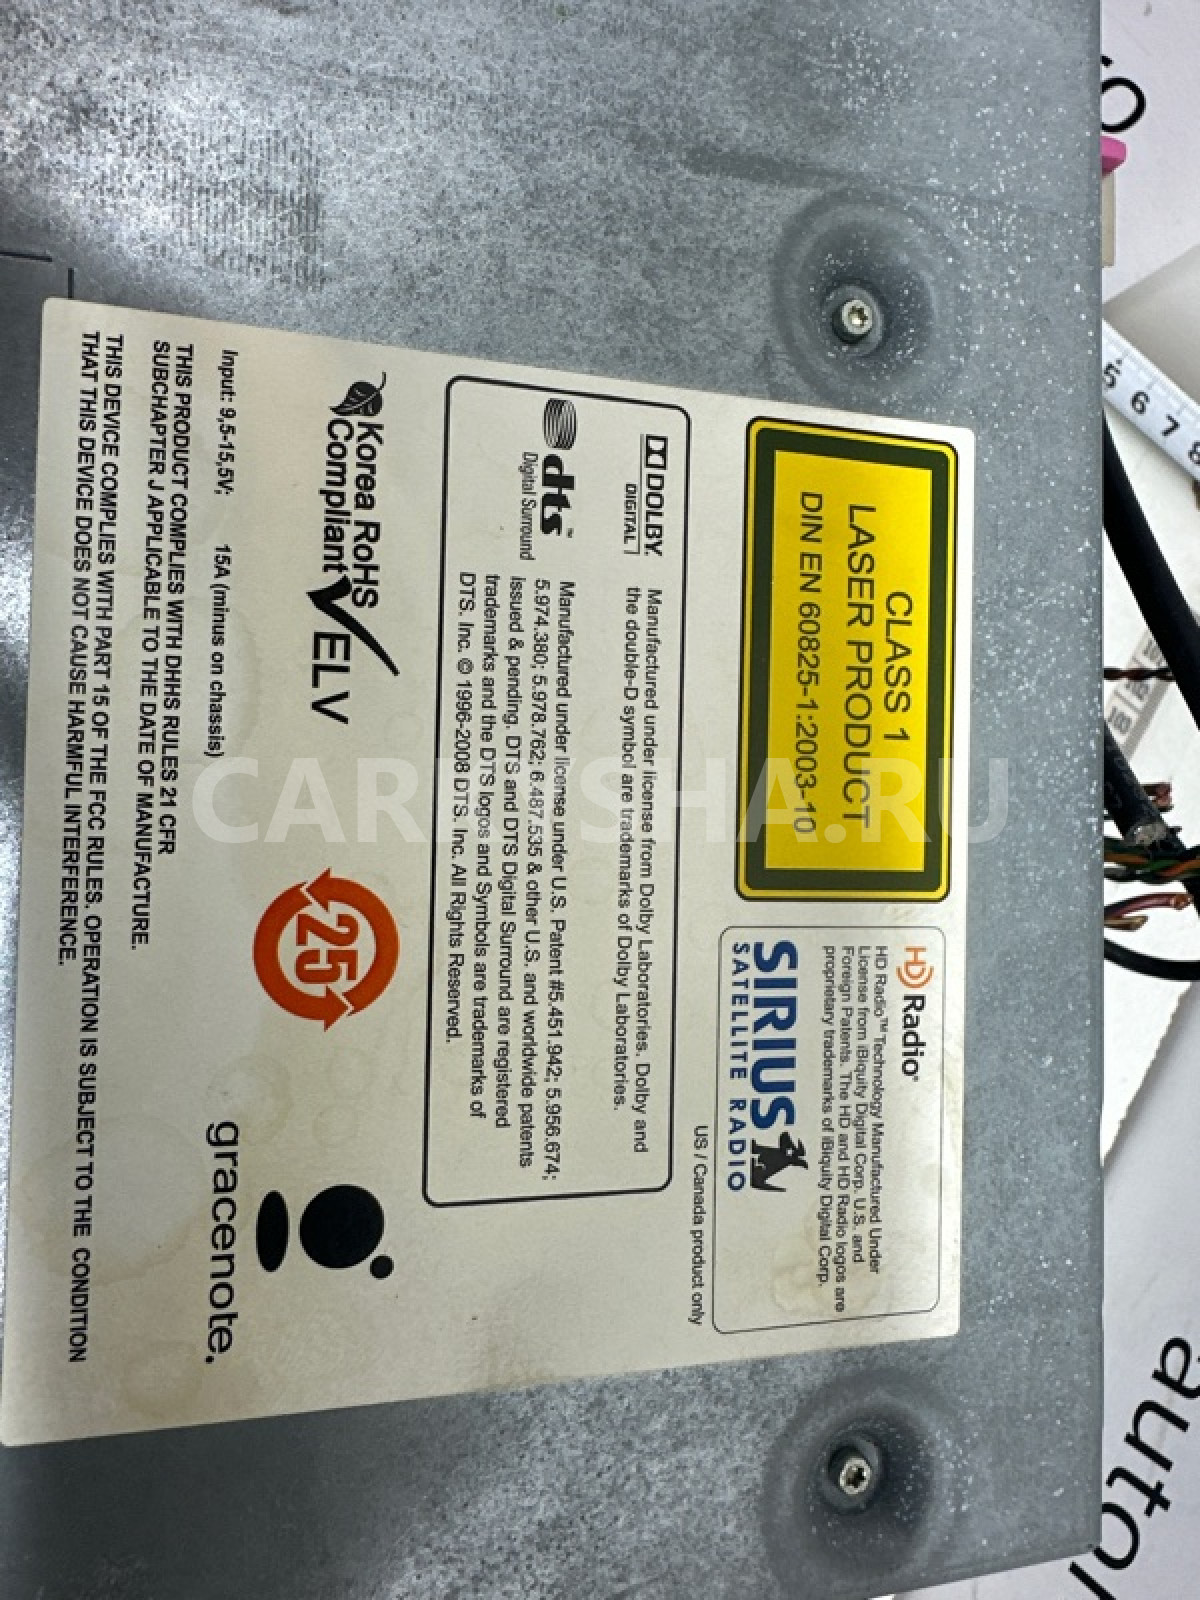 CLASS 1
LASER PRODUCT
DIN EN 60825-1:2003-10
HD Radio
HD Radio™ Technology Manufactured Under
License from iBiquity Digital Corp. U.S. and
Foreign Patents. The HD and HD Radio logos are
proprietary trademarks of iBiquity Digital Corp.
SIRIUS
SATELLITE RADIO
US / Canada product only
DOLBY
DIGITAL
Manufactured under license from Dolby Laboratories. Dolby and
the double-D symbol are trademarks of Dolby Laboratories.
dts™
Digital Surround
Manufactured under license under U.S. Patent #5.451.942; 5.956.674;
5.974.380; 5.978.762; 6.487.535 & other U.S. and worldwide patents
issued & pending. DTS and DTS Digital Surround are registered
trademarks and the DTS logos and Symbols are trademarks of
DTS. Inc. © 1996-2008 DTS. Inc. All Rights Reserved.
Korea RoHS
Compliant
ELV
25
gracenote.
Input: 9,5-15,5V; 15A (minus on chassis)
THIS PRODUCT COMPLIES WITH DHHS RULES 21 CFR
SUBCHAPTER J APPLICABLE TO THE DATE OF MANUFACTURE.
THIS DEVICE COMPLIES WITH PART 15 OF THE FCC RULES. OPERATION IS SUBJECT TO THE CONDITION
THAT THIS DEVICE DOES NOT CAUSE HARMFUL INTERFERENCE.
5 6 7 8